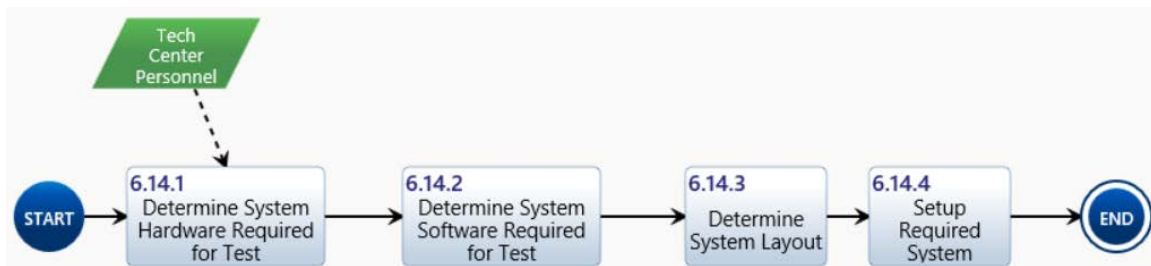 Tech
Center
Personnel
START
6.14.1
Determine System
Hardware Required
for Test
6.14.2
Determine System
Software Required
for Test
6.14.3
Determine
System Layout
6.14.4
Setup
Required
System
END